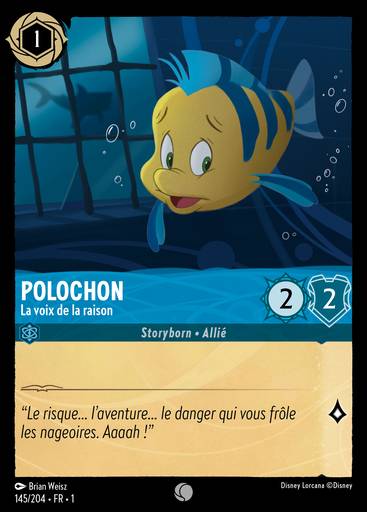 1
POLOCHON
La voix de la raison
2
2
Storyborn • Allié
“Le risque... l’aventure... le danger qui vous frôle
les nageoires. Aaaah !”
Brian Weisz
Disney Lorcana ©Disney
145/204 • FR • 1